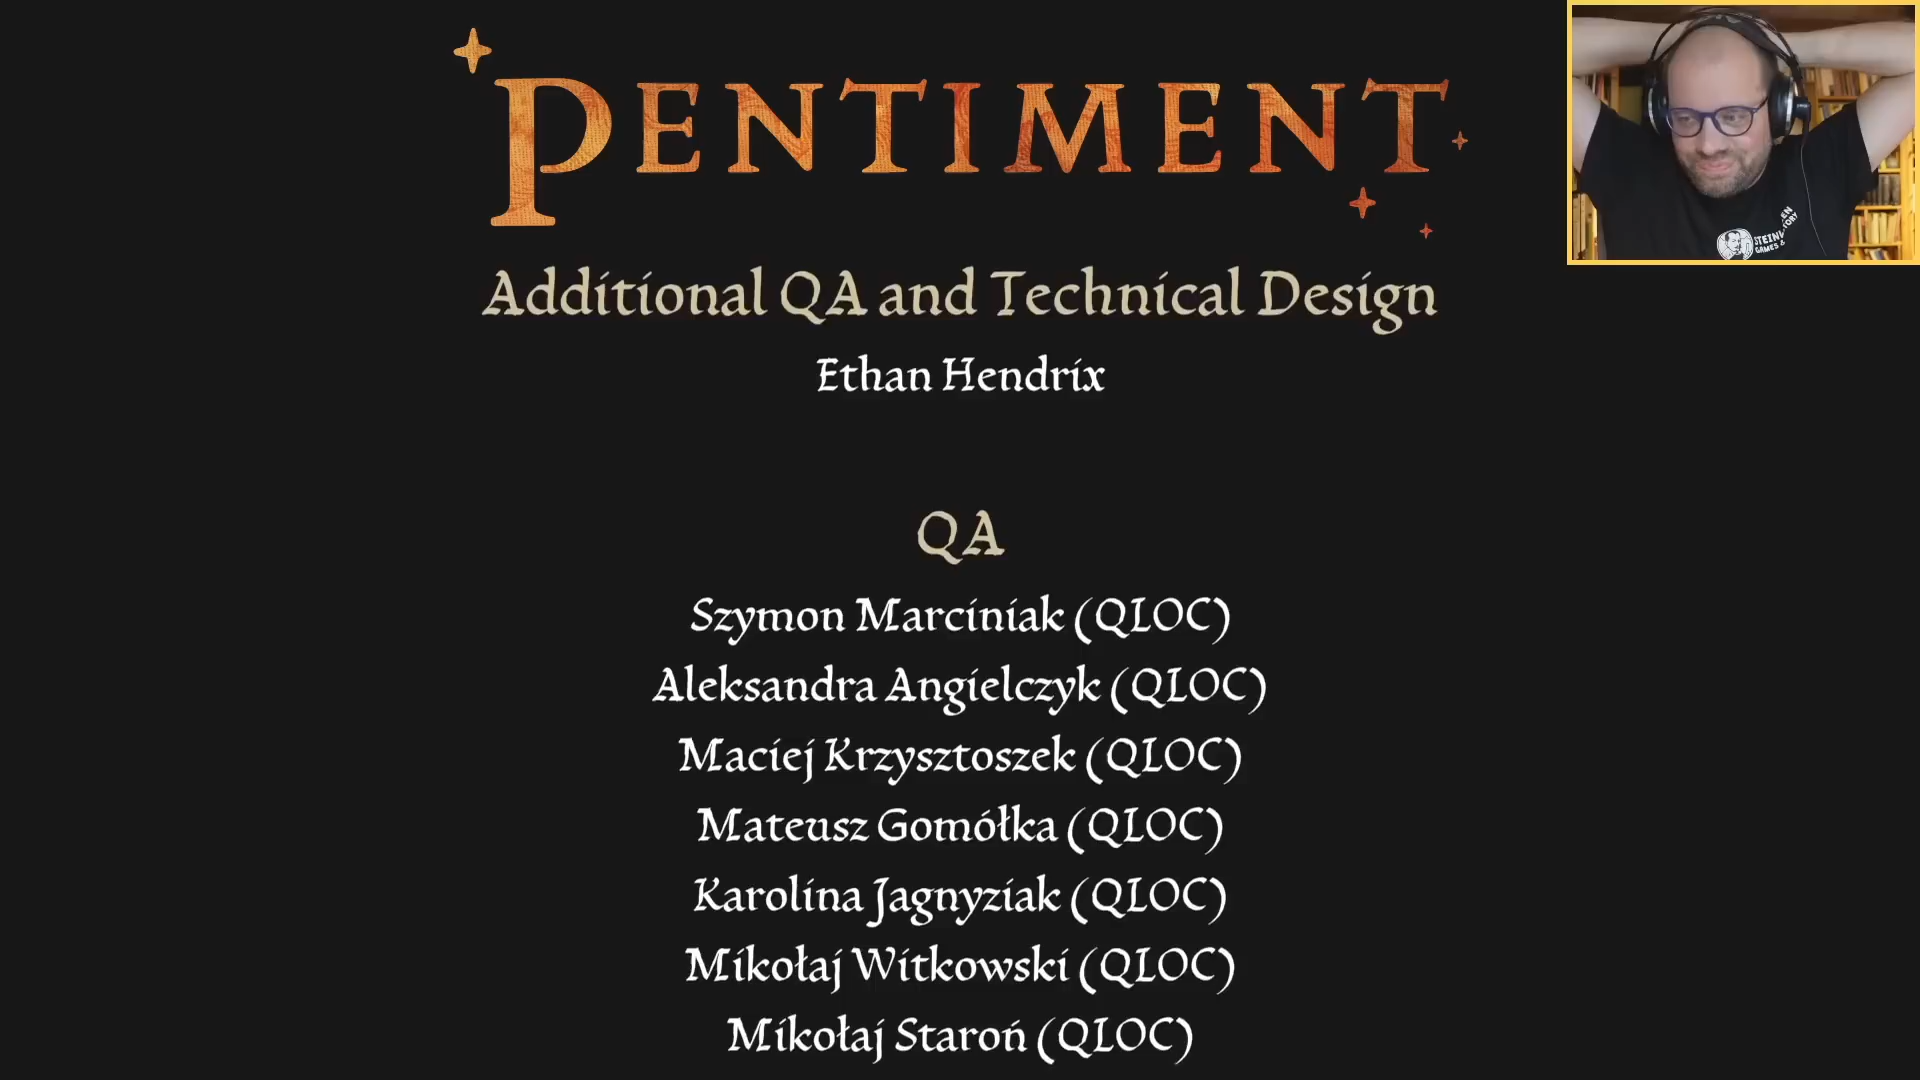 PENTIMENT
Additional QA and Technical Design
Ethan Hendrix
QA
Szymon Marciniak (QLOC)
Aleksandra Angielczyk (QLOC)
Maciej Krzysztoszek (QLOC)
Mateusz Gomółka (QLOC)
Karolina Jagnyziak (QLOC)
Mikołaj Witkowski (QLOC)
Mikołaj Staroń (QLOC)
GAMES &